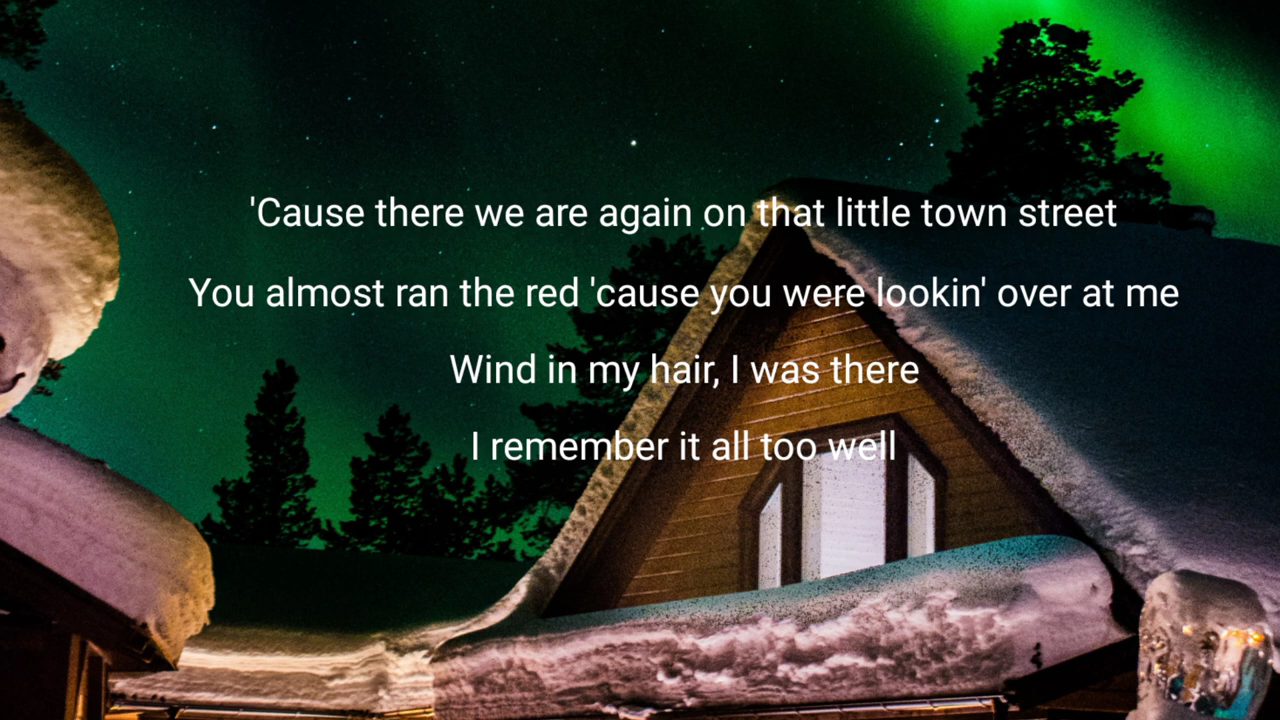 'Cause there we are again on that little town street
You almost ran the red 'cause you were lookin' over at me
Wind in my hair, I was there
I remember it all too well